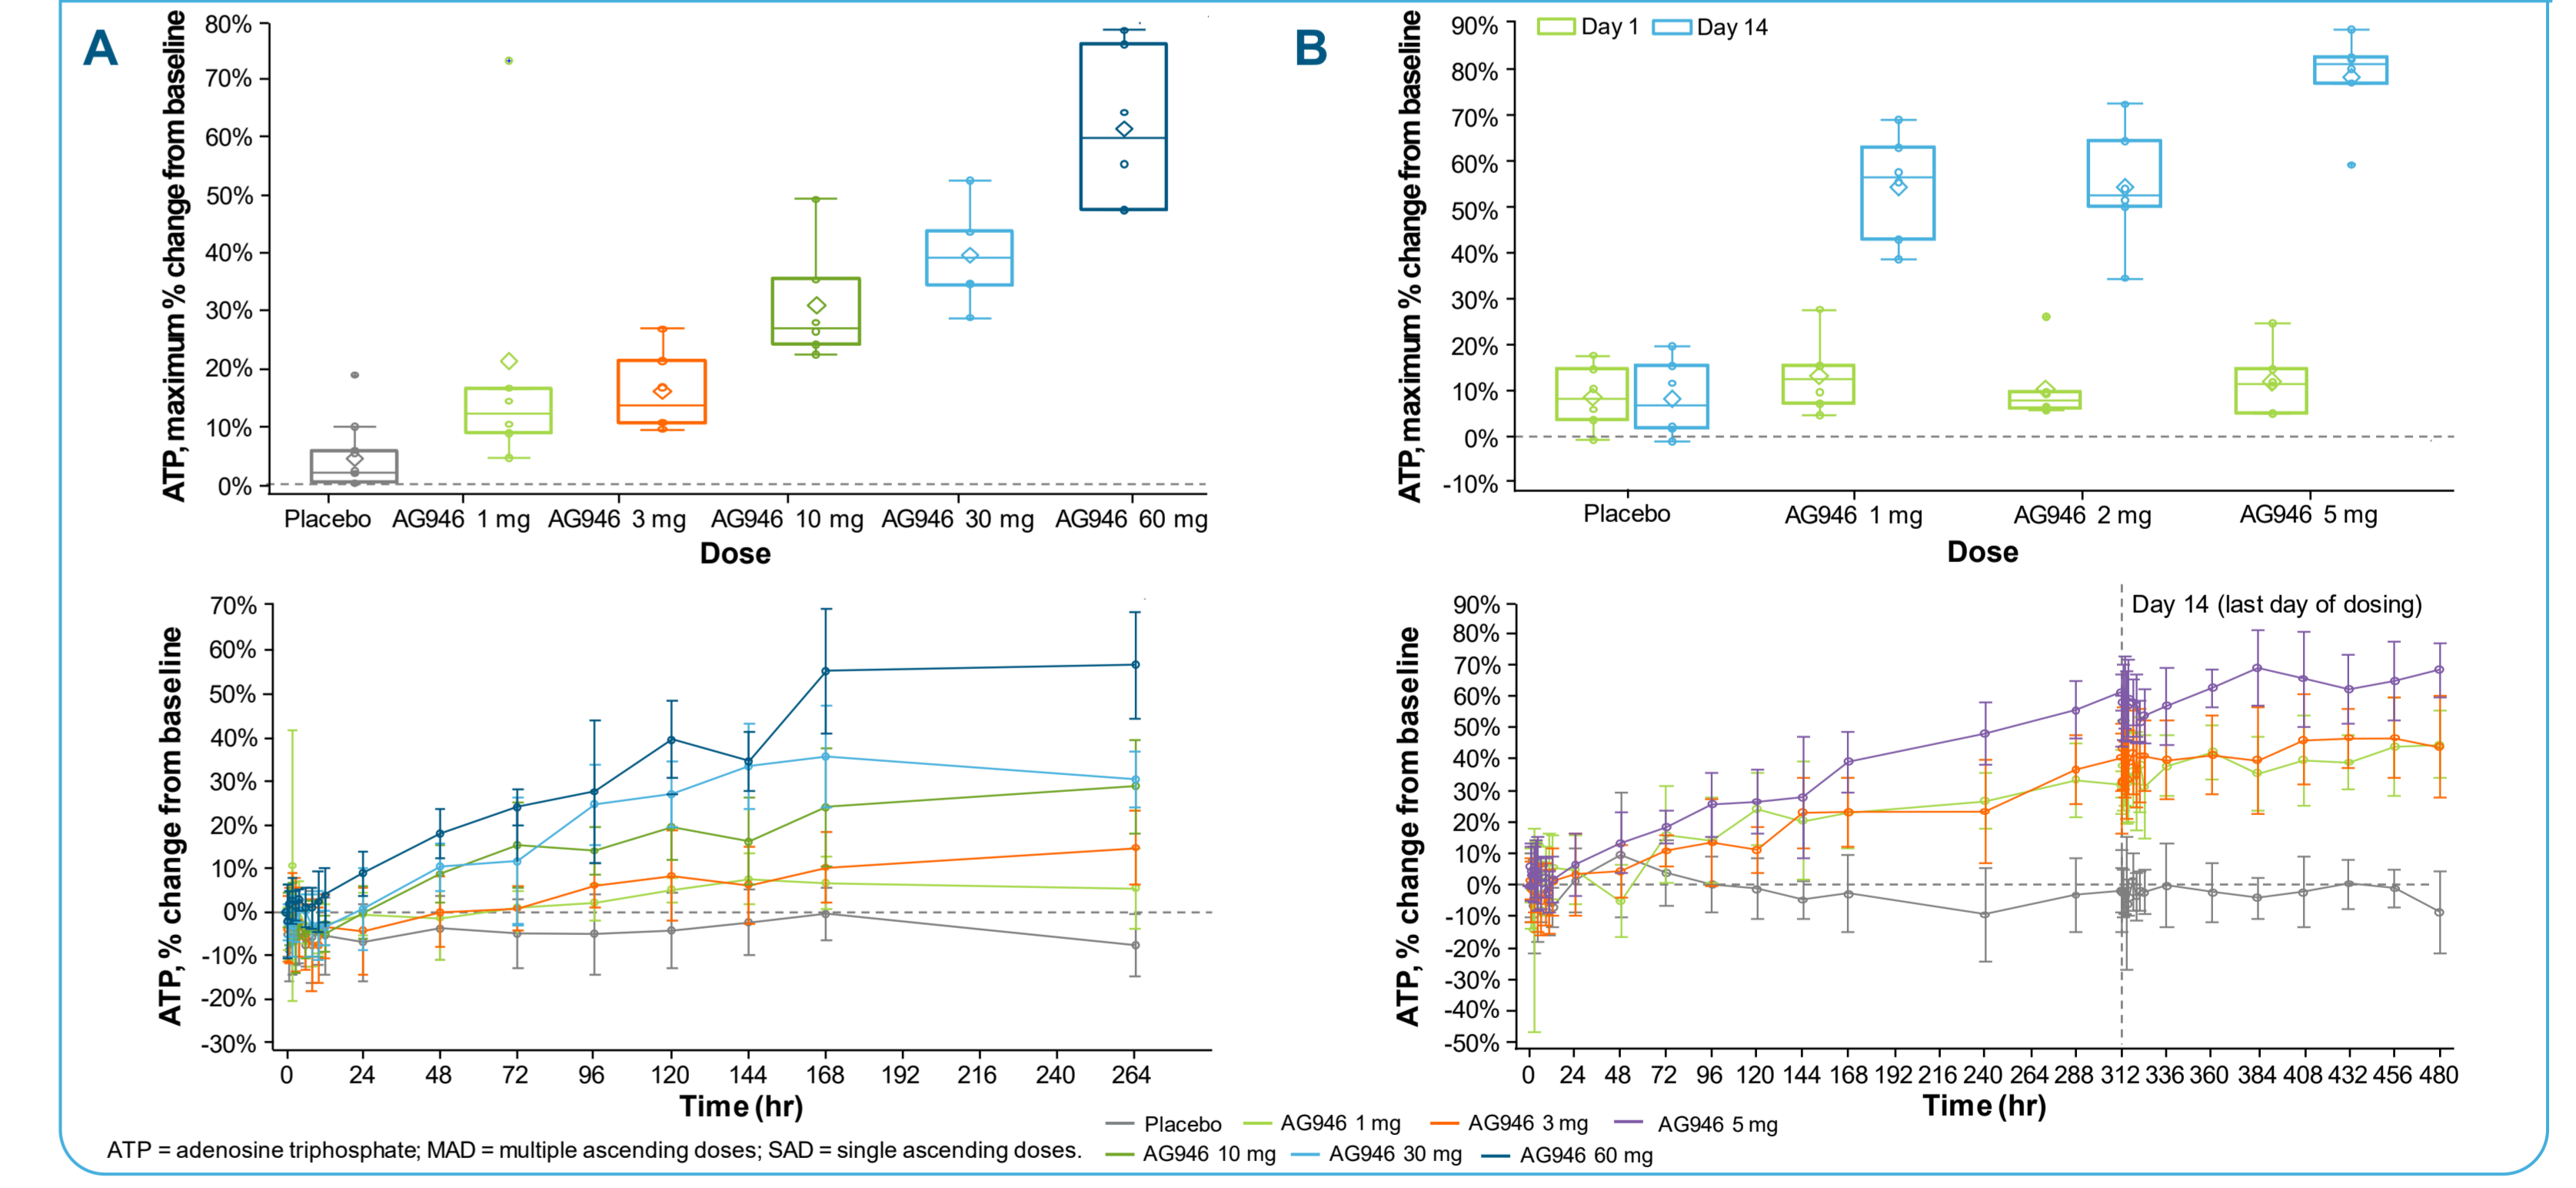 A
ATP, maximum % change from baseline
80%
70%
60%
50%
40%
30%
20%
10%
0%
Placebo AG946 1 mg AG946 3 mg AG946 10 mg AG946 30 mg AG946 60 mg
Dose
B
ATP, maximum % change from baseline
Day 1 Day 14
90%
80%
70%
60%
50%
40%
30%
20%
10%
0%
-10%
Placebo AG946 1 mg AG946 2 mg AG946 5 mg
Dose
ATP, % change from baseline
70%
60%
50%
40%
30%
20%
10%
0%
-10%
-20%
-30%
0 24 48 72 96 120 144 168 192 216 240 264
Time (hr)
ATP, % change from baseline
Day 14 (last day of dosing)
90%
80%
70%
60%
50%
40%
30%
20%
10%
0%
-10%
-20%
-30%
-40%
-50%
0 24 48 72 96 120 144 168 192 216 240 264 288 312 336 360 384 408 432 456 480
Time (hr)
Placebo AG946 1 mg AG946 3 mg AG946 5 mg
AG946 10 mg AG946 30 mg AG946 60 mg
ATP = adenosine triphosphate; MAD = multiple ascending doses; SAD = single ascending doses.